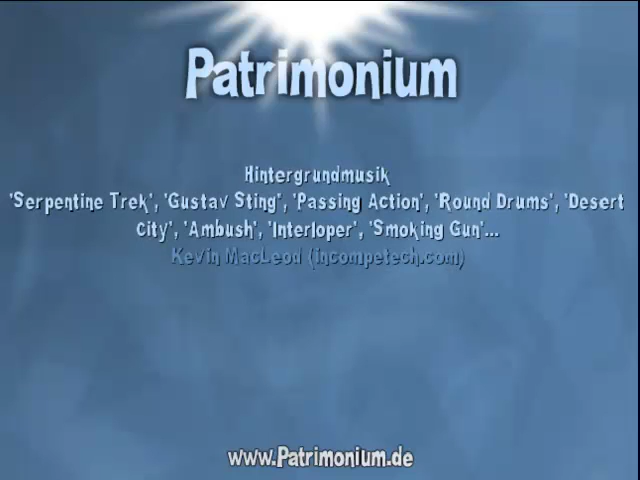 Patrimonium
Hintergrundmusik
'Serpentine Trek', 'Gustav Sting', 'Passing Action', 'Round Drums', 'Desert
City', 'Ambush', 'Interloper', 'Smoking Gun'...
Kevin MacLeod (incompetech.com)
www.Patrimonium.de